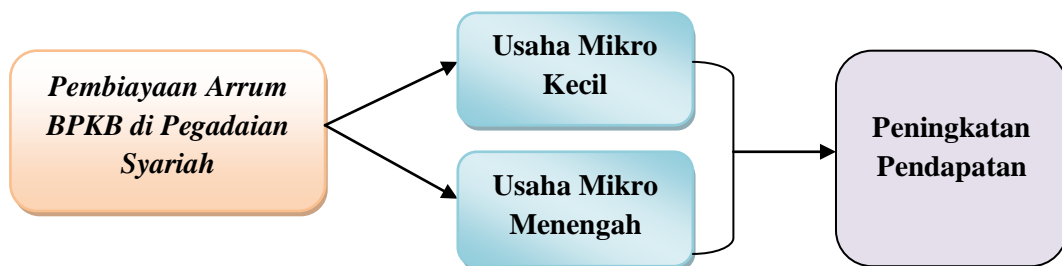 Pembiayaan Arrum
BPKB di Pegadaian
Syariah
Usaha Mikro
Kecil
Usaha Mikro
Menengah
Peningkatan
Pendapatan